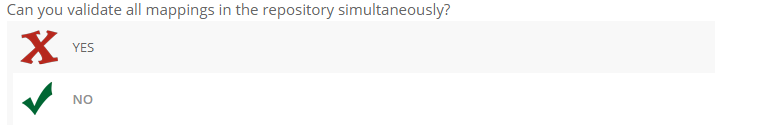 Can you validate all mappings in the repository simultaneously?
YES
NO